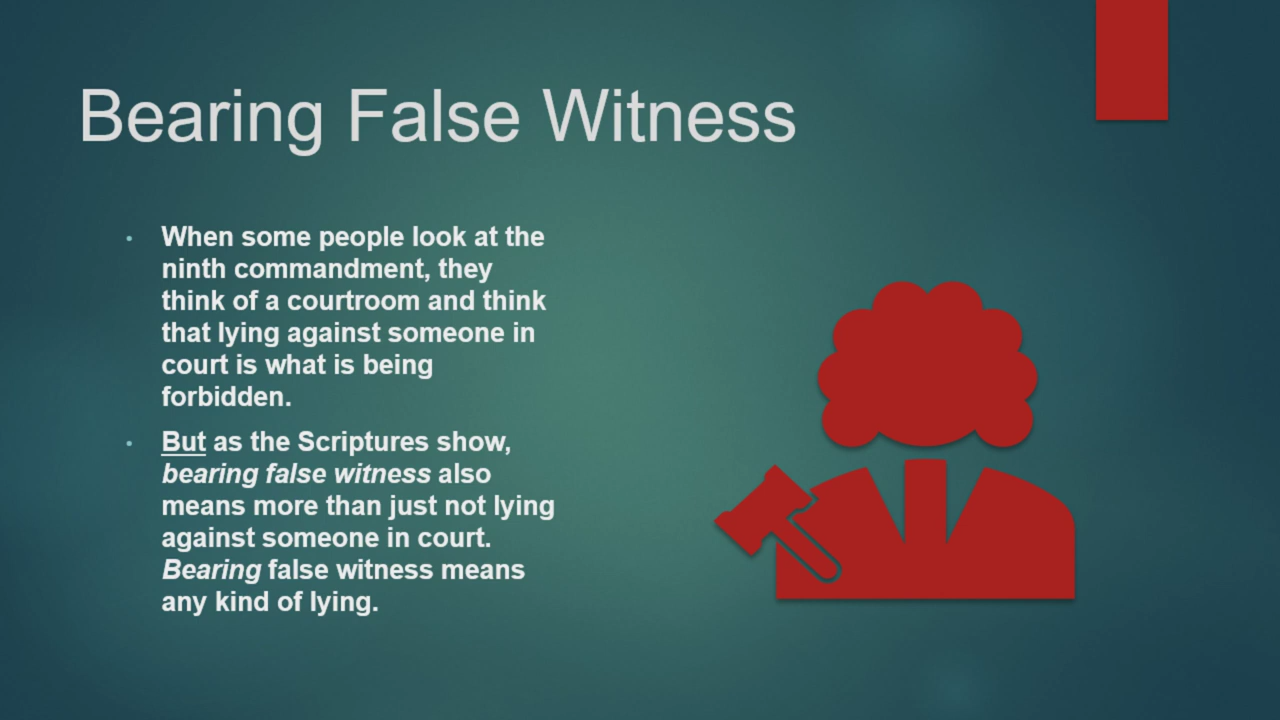 Bearing False Witness
• When some people look at the
ninth commandment, they
think of a courtroom and think
that lying against someone in
court is what is being
forbidden.
• But as the Scriptures show,
bearing false witness also
means more than just not lying
against someone in court.
Bearing false witness means
any kind of lying.